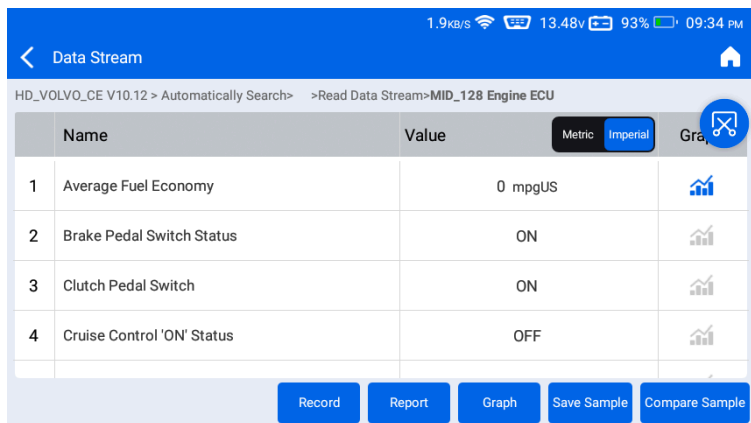 1.9KB/S 13.48V 93% 09:34 PM
Data Stream
HD_VOLVO_CE V10.12 > Automatically Search> >Read Data Stream>MID_128 Engine ECU
Name Value Metric Imperial
1 Average Fuel Economy 0 mpgUS
2 Brake Pedal Switch Status ON
3 Clutch Pedal Switch ON
4 Cruise Control 'ON' Status OFF
Record Report Graph Save Sample Compare Sample